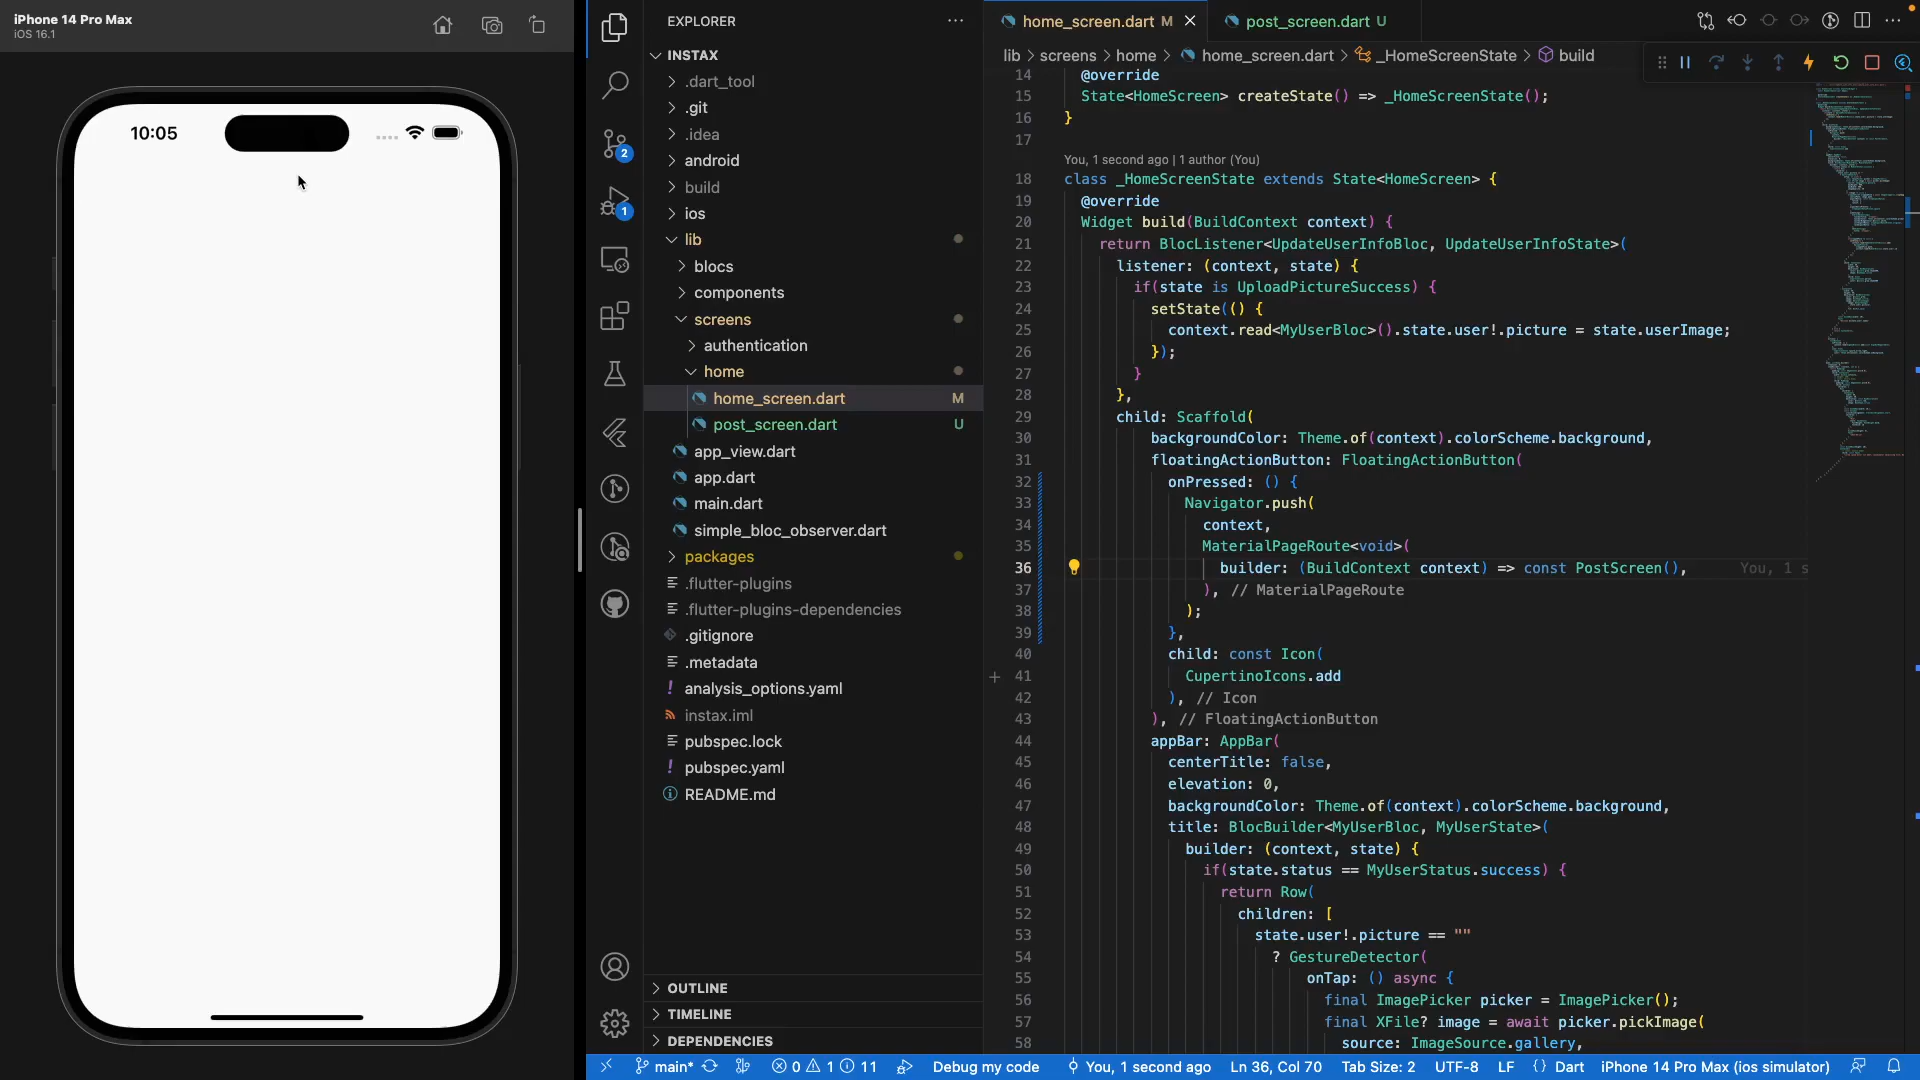 iPhone 14 Pro Max
iOS 16.1
10:05
EXPLORER
INSTAX
.dart_tool
.git
.idea
android
build
ios
lib
blocs
components
screens
authentication
home
home_screen.dart M
post_screen.dart U
app_view.dart
app.dart
main.dart
simple_bloc_observer.dart
packages
.flutter-plugins
.flutter-plugins-dependencies
.gitignore
.metadata
analysis_options.yaml
instax.iml
pubspec.lock
pubspec.yaml
README.md
OUTLINE
TIMELINE
DEPENDENCIES
2
1
home_screen.dart M
post_screen.dart U
lib > screens > home > home_screen.dart > _HomeScreenState > build
14 @override
15 State<HomeScreen> createState() => _HomeScreenState();
16 }
17
You, 1 second ago | 1 author (You)
18 class _HomeScreenState extends State<HomeScreen> {
19 @override
20 Widget build(BuildContext context) {
21 return BlocListener<UpdateUserInfoBloc, UpdateUserInfoState>(
22 listener: (context, state) {
23 if(state is UploadPictureSuccess) {
24 setState(() {
25 context.read<MyUserBloc>().state.user!.picture = state.userImage;
26 });
27 }
28 },
29 child: Scaffold(
30 backgroundColor: Theme.of(context).colorScheme.background,
31 floatingActionButton: FloatingActionButton(
32 onPressed: () {
33 Navigator.push(
34 context,
35 MaterialPageRoute<void>(
36 builder: (BuildContext context) => const PostScreen(), You, 1 s
37 ), // MaterialPageRoute
38 );
39 },
40 child: const Icon(
41 CupertinoIcons.add
42 ), // Icon
43 ), // FloatingActionButton
44 appBar: AppBar(
45 centerTitle: false,
46 elevation: 0,
47 backgroundColor: Theme.of(context).colorScheme.background,
48 title: BlocBuilder<MyUserBloc, MyUserState>(
49 builder: (context, state) {
50 if(state.status == MyUserStatus.success) {
51 return Row(
52 children: [
53 state.user!.picture == ""
54 ? GestureDetector(
55 onTap: () async {
56 final ImagePicker picker = ImagePicker();
57 final XFile? image = await picker.pickImage(
58 source: ImageSource.gallery,
main* 0 1 11 Debug my code You, 1 second ago Ln 36, Col 70 Tab Size: 2 UTF-8 LF {} Dart iPhone 14 Pro Max (ios simulator)